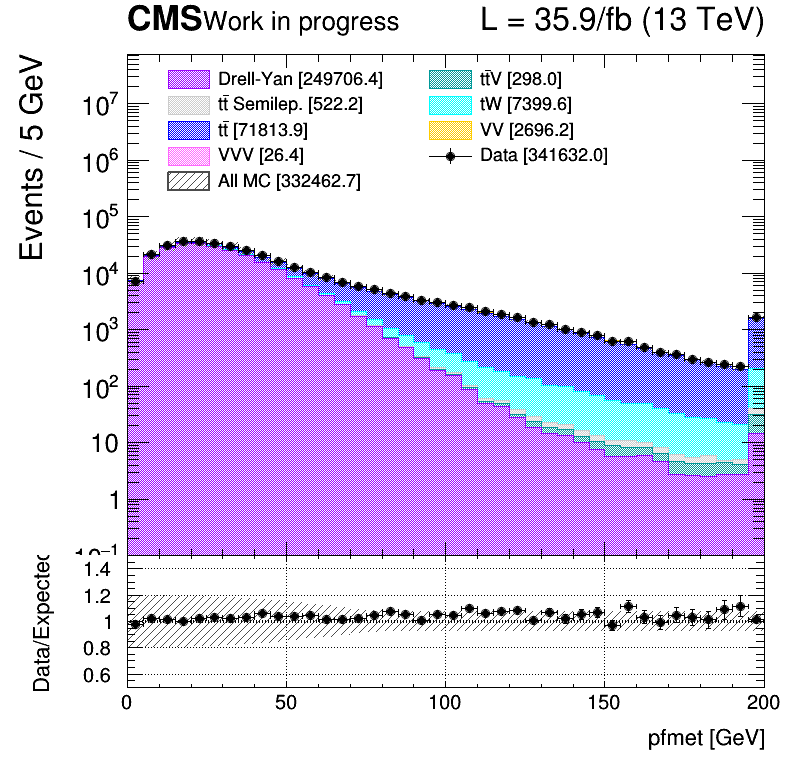 CMS Work in progress L = 35.9/fb (13 TeV)
Events / 5 GeV
Drell-Yan [249706.4] tt̄V [298.0]
tt̄ Semilep. [522.2] tW [7399.6]
tt̄ [71813.9] VV [2696.2]
VVV [26.4] Data [341632.0]
All MC [332462.7]
10⁷
10⁶
10⁵
10⁴
10³
10²
10
1
10⁻¹
Data/Expected
1.4
1.2
1
0.8
0.6
0 50 100 150 200
pfmet [GeV]